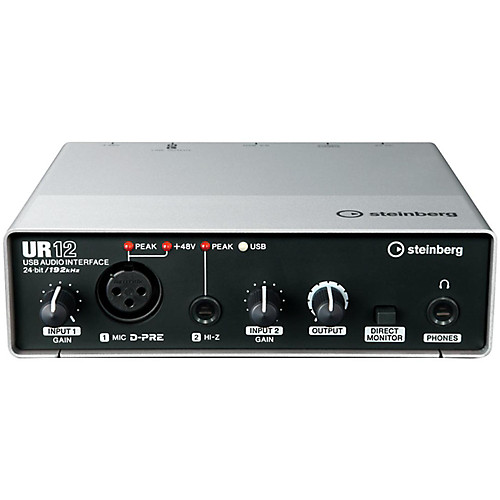 steinberg
UR12
USB AUDIO INTERFACE
24-bit/192kHz
PEAK +48V PEAK USB
steinberg
INPUT 1
GAIN
1 MIC D-PRE
2 HI-Z
INPUT 2
GAIN
OUTPUT
DIRECT
MONITOR
PHONES